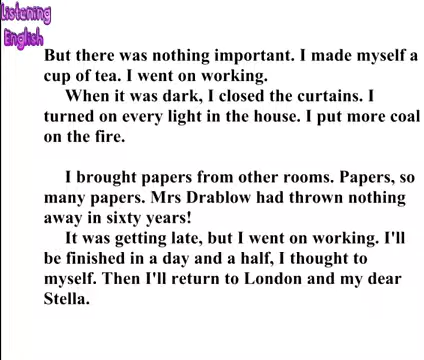 Listening
English
But there was nothing important. I made myself a
cup of tea. I went on working.
When it was dark, I closed the curtains. I
turned on every light in the house. I put more coal
on the fire.
I brought papers from other rooms. Papers, so
many papers. Mrs Drablow had thrown nothing
away in sixty years!
It was getting late, but I went on working. I'll
be finished in a day and a half, I thought to
myself. Then I'll return to London and my dear
Stella.